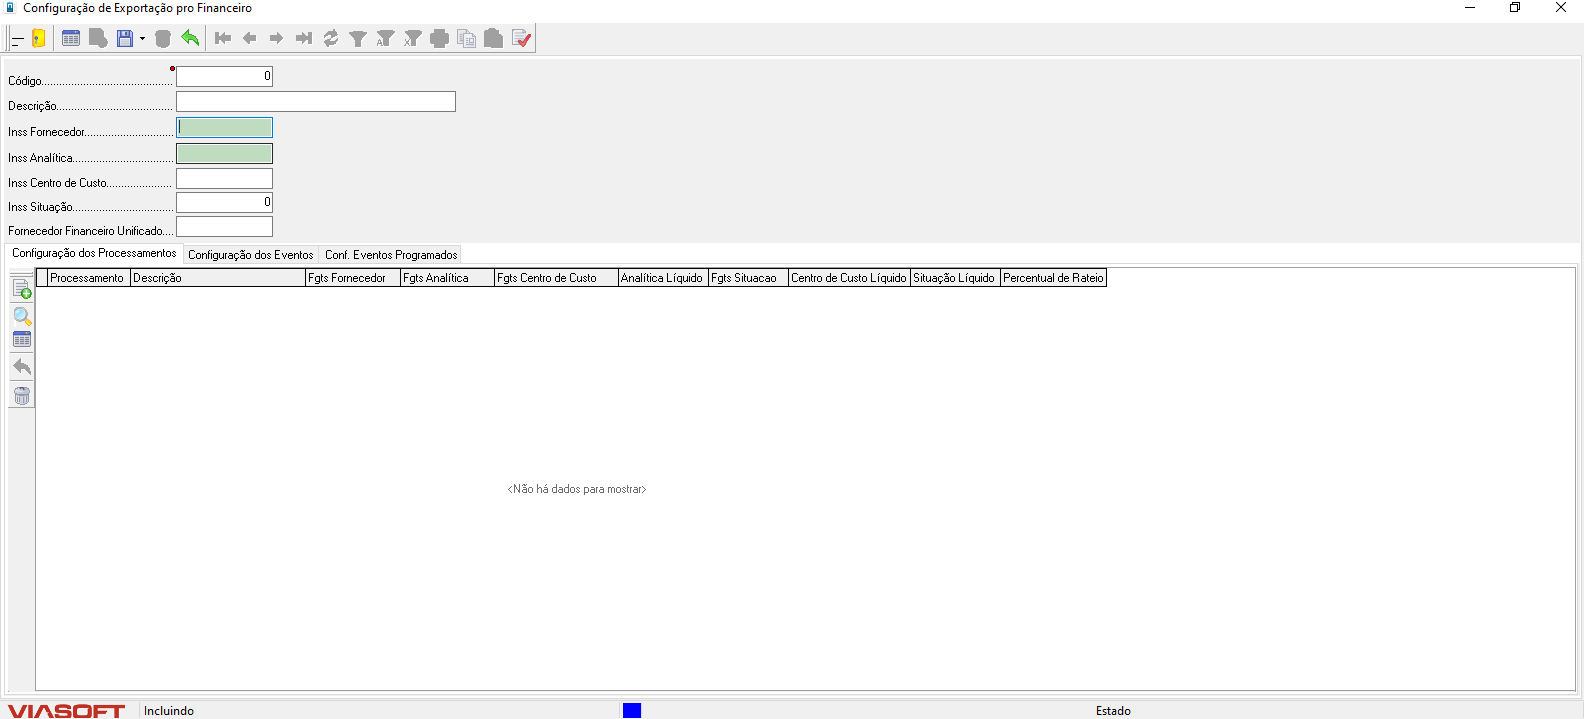 Configuração de Exportação pro Financeiro
Código............................................ 0
Descrição.......................................
Inss Fornecedor..............................
Inss Analítica..................................
Inss Centro de Custo......................
Inss Situação.................................. 0
Fornecedor Financeiro Unificado....
Configuração dos Processamentos Configuração dos Eventos Conf. Eventos Programados
Processamento Descrição Fgts Fornecedor Fgts Analítica Fgts Centro de Custo Analítica Líquido Fgts Situacao Centro de Custo Líquido Situação Líquido Percentual de Rateio
<Não há dados para mostrar>
VIASOFT Incluindo Estado